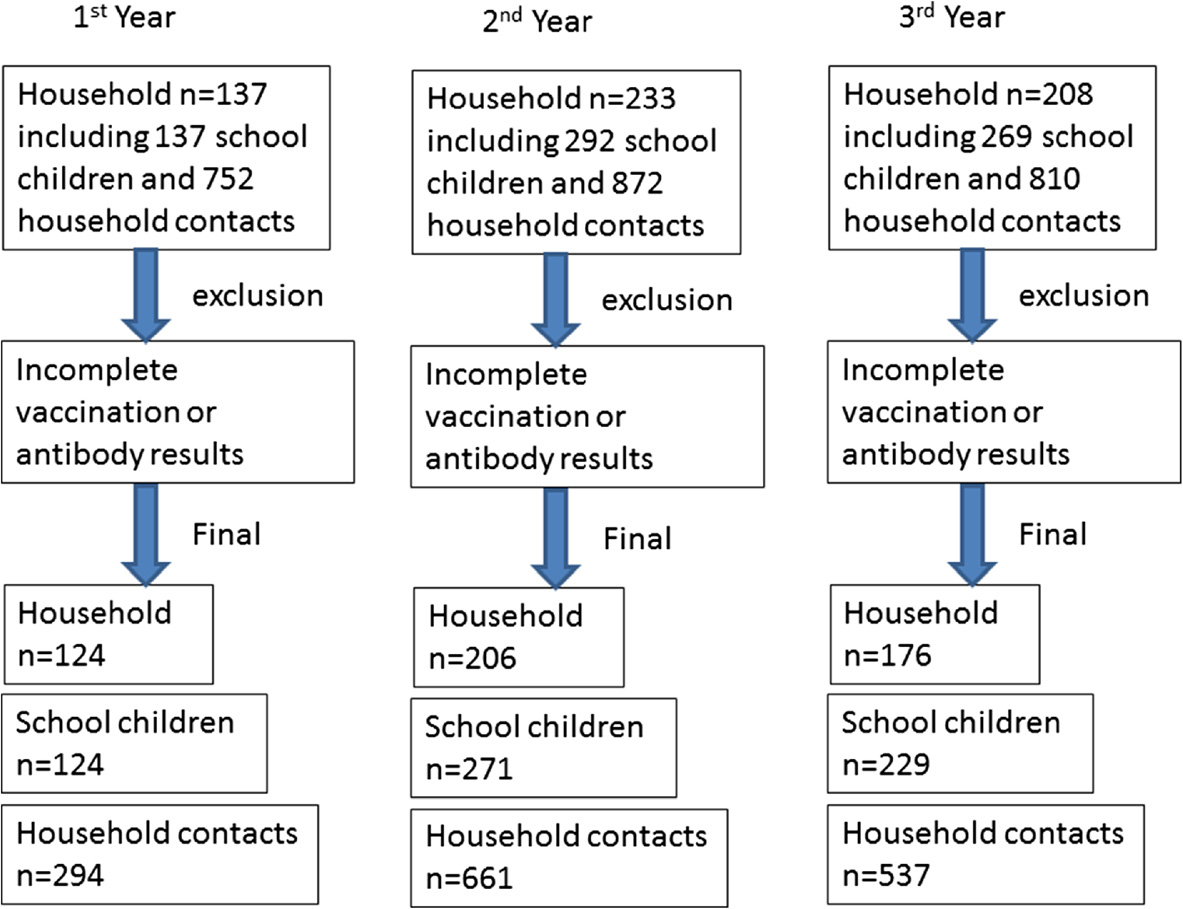 1st Year
2nd Year
3rd Year
Household n=137
including 137 school
children and 752
household contacts
Household n=233
including 292 school
children and 872
household contacts
Household n=208
including 269 school
children and 810
household contacts
exclusion
exclusion
exclusion
Incomplete
vaccination or
antibody results
Incomplete
vaccination or
antibody results
Incomplete
vaccination or
antibody results
Final
Final
Final
Household
n=124
Household
n=206
Household
n=176
School children
n=124
School children
n=271
School children
n=229
Household contacts
n=294
Household contacts
n=661
Household contacts
n=537